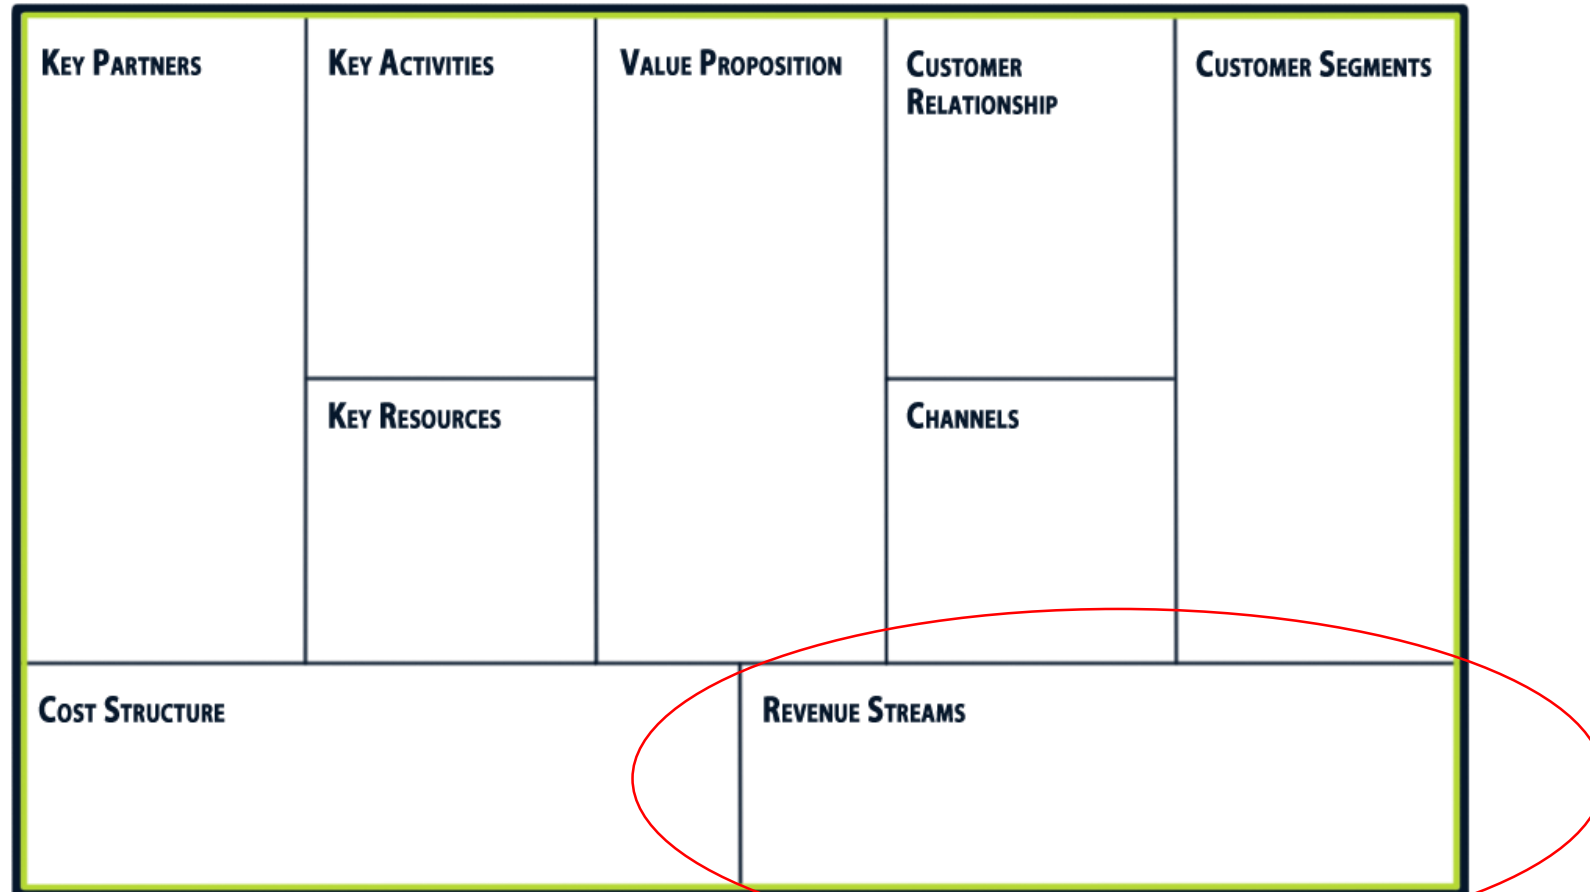 Key Partners
Key Activities
Value Proposition
Customer
Relationship
Customer Segments
Key Resources
Channels
Cost Structure
Revenue Streams